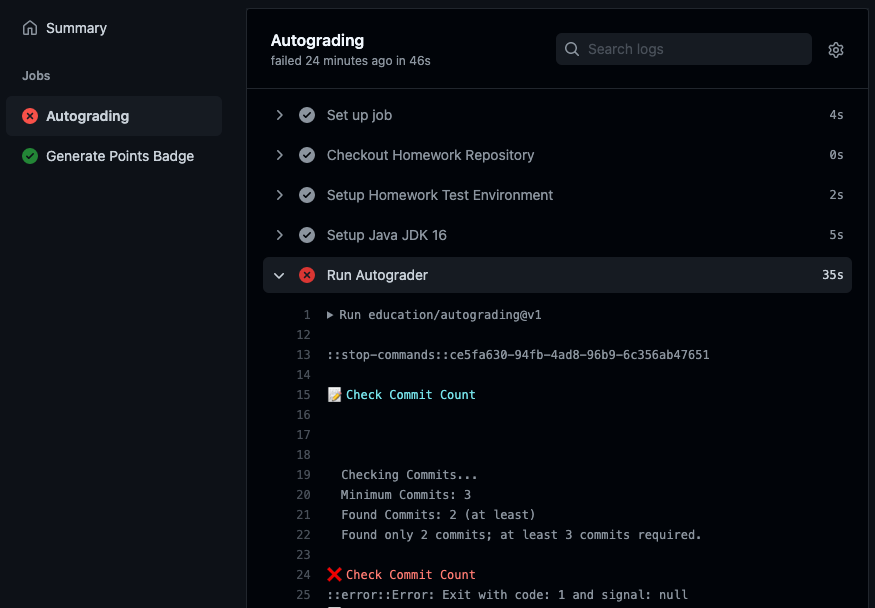 Summary
Jobs
Autograding
Generate Points Badge
Autograding
failed 24 minutes ago in 46s
Search logs
Set up job 4s
Checkout Homework Repository 0s
Setup Homework Test Environment 2s
Setup Java JDK 16 5s
Run Autograder 35s
1 Run education/autograding@v1
12
13 ::stop-commands::ce5fa630-94fb-4ad8-96b9-6c356ab47651
14
15 📝 Check Commit Count
16
17
18
19 Checking Commits...
20 Minimum Commits: 3
21 Found Commits: 2 (at least)
22 Found only 2 commits; at least 3 commits required.
23
24 ❌ Check Commit Count
25 ::error::Error: Exit with code: 1 and signal: null